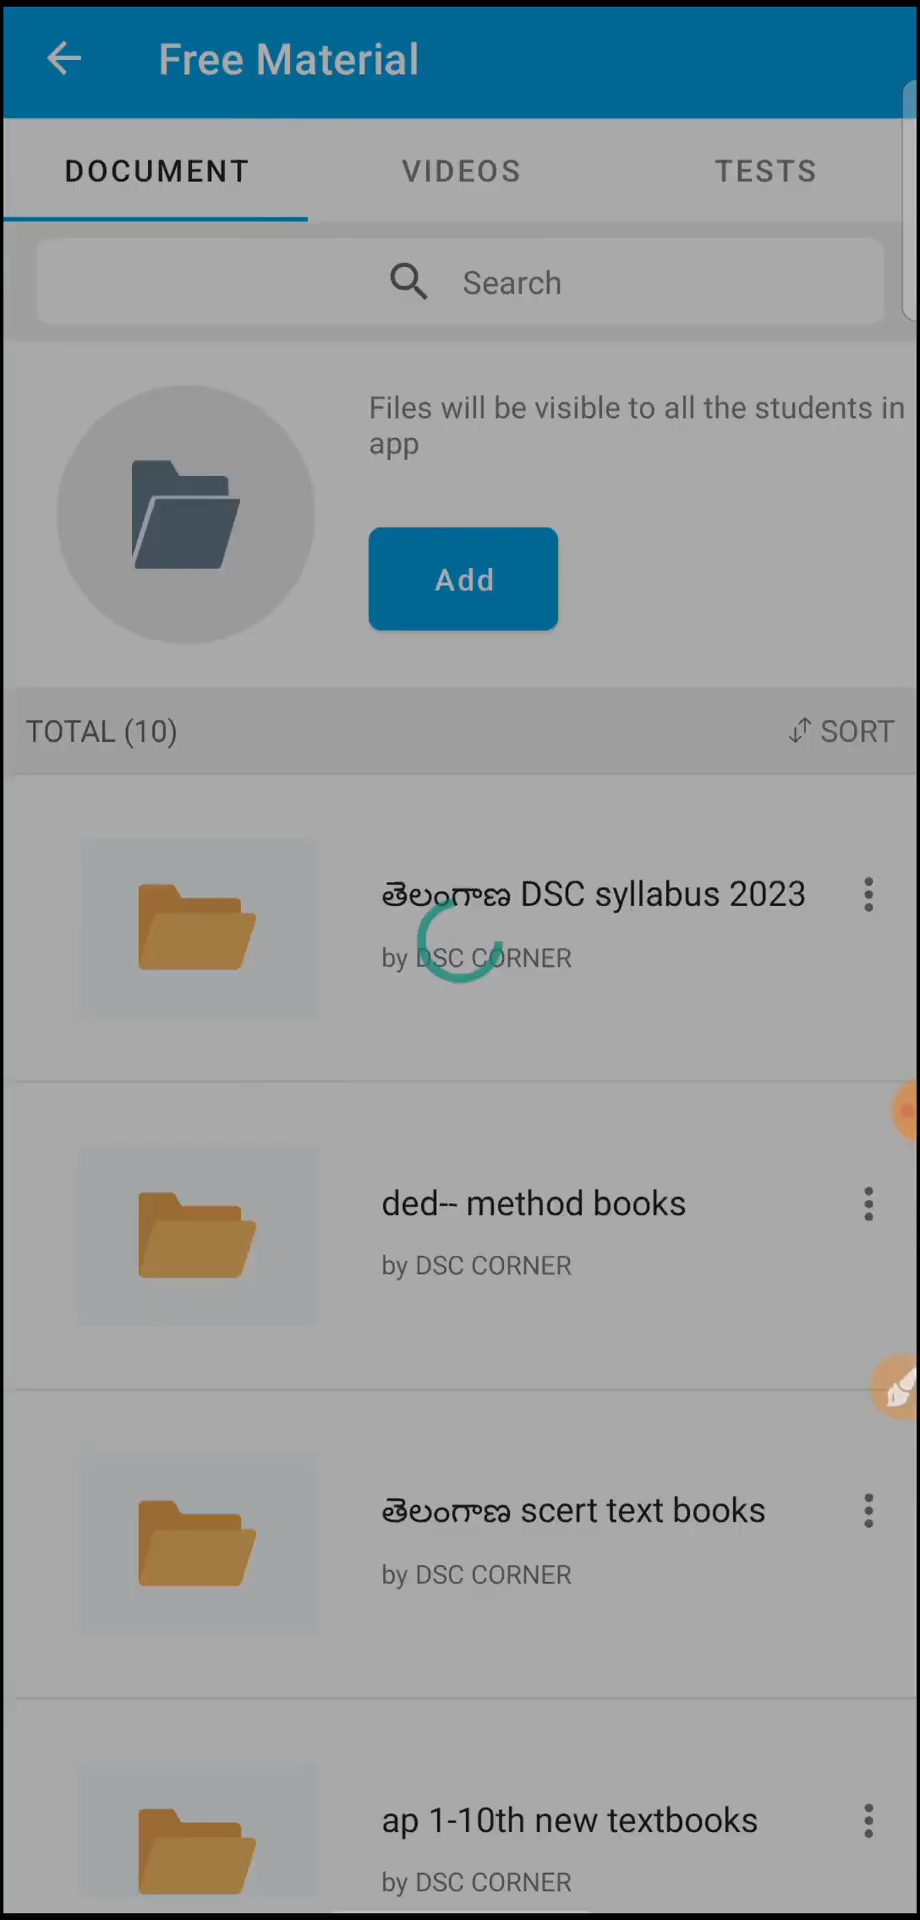 Free Material
DOCUMENT VIDEOS TESTS
Search
Files will be visible to all the students in
app
Add
TOTAL (10) SORT
తెలంగాణ DSC syllabus 2023
by DSC CORNER
ded-- method books
by DSC CORNER
తెలంగాణ scert text books
by DSC CORNER
ap 1-10th new textbooks
by DSC CORNER